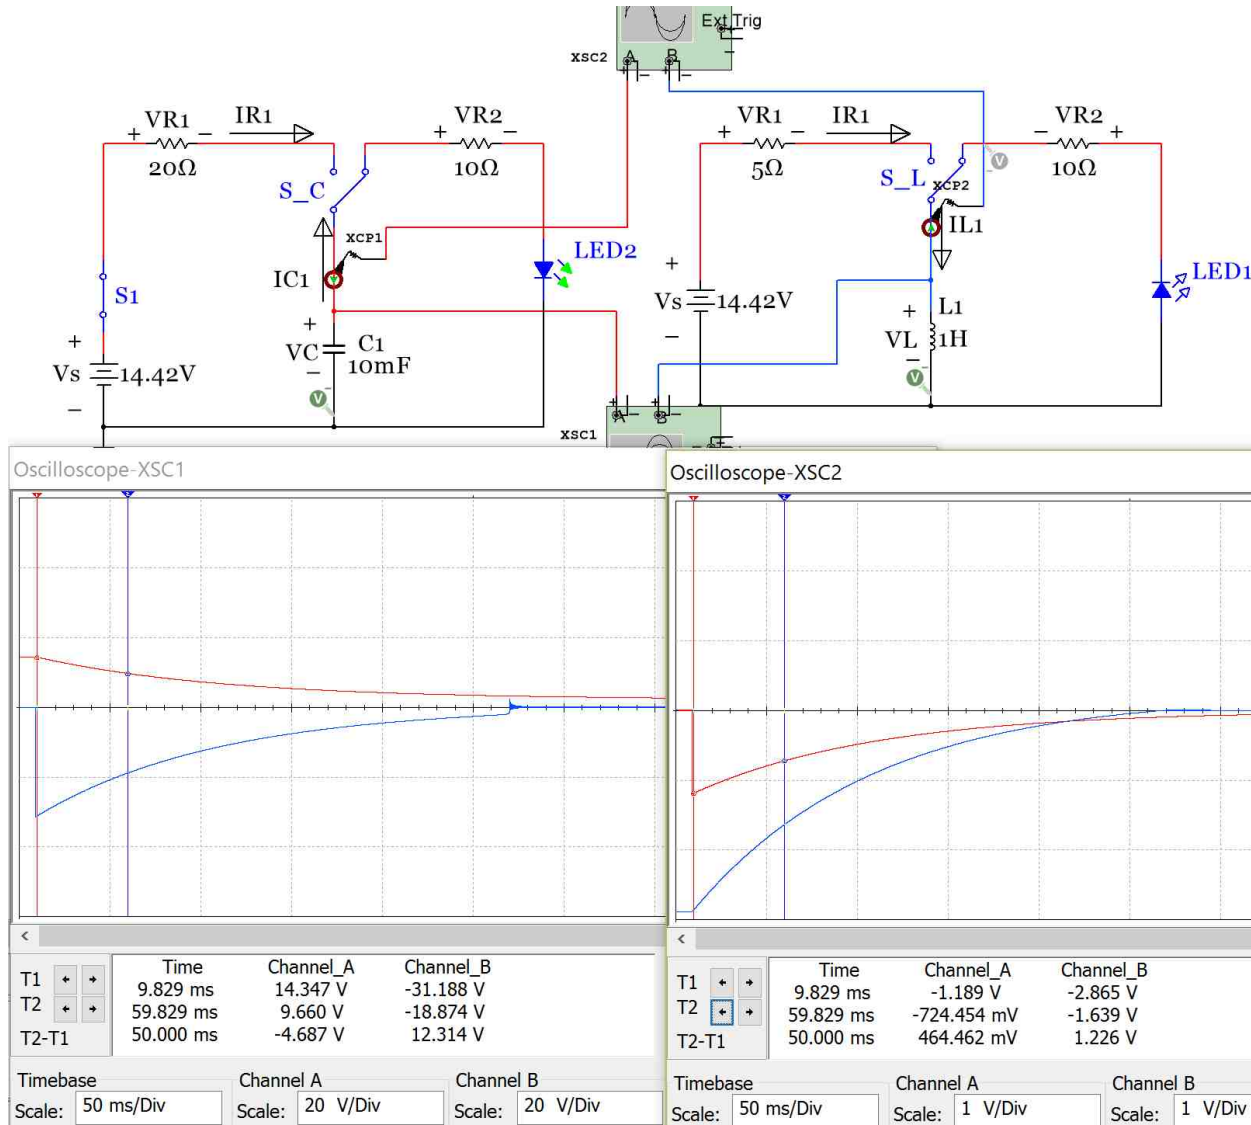 Ext Trig
XSC2
A B
VR1 IR1 VR2 VR1 IR1 VR2
+ − + − + − − +
20Ω 10Ω 5Ω 10Ω
S_C S_L
XCP2
XCP1
IC1 IL1
LED2
LED1
S1
Vs 14.42V
VC C1
10mF
Vs 14.42V
L1
VL 1H
V
V
V
XSC1
A B
Oscilloscope-XSC1
Time Channel_A Channel_B
T1 9.829 ms 14.347 V -31.188 V
T2 59.829 ms 9.660 V -18.874 V
T2-T1 50.000 ms -4.687 V 12.314 V
Timebase Channel A Channel B
Scale: 50 ms/Div Scale: 20 V/Div Scale: 20 V/Div
Oscilloscope-XSC2
Time Channel_A Channel_B
T1 9.829 ms -1.189 V -2.865 V
T2 59.829 ms -724.454 mV -1.639 V
T2-T1 50.000 ms 464.462 mV 1.226 V
Timebase Channel A Channel B
Scale: 50 ms/Div Scale: 1 V/Div Scale: 1 V/Div